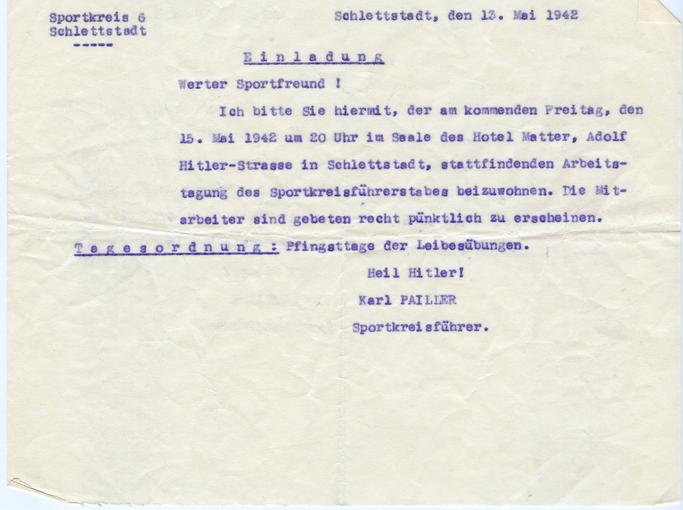 Sportkreis 6
Schlettstadt
Schlettstadt, den 13. Mai 1942
Einladung
Werter Sportfreund !
Ich bitte Sie hiermit, der am kommenden Freitag, den
15. Mai 1942 um 20 Uhr im Saale des Hotel Matter, Adolf
Hitler-Strasse in Schlettstadt, stattfindenden Arbeits-
tagung des Sportkreisführerstabes beizuwohnen. Die Mit-
arbeiter sind gebeten recht pünktlich zu erscheinen.
Tagesordnung: Pfingsttage der Leibesübungen.
Heil Hitler!
Karl PAILLER
Sportkreisführer.